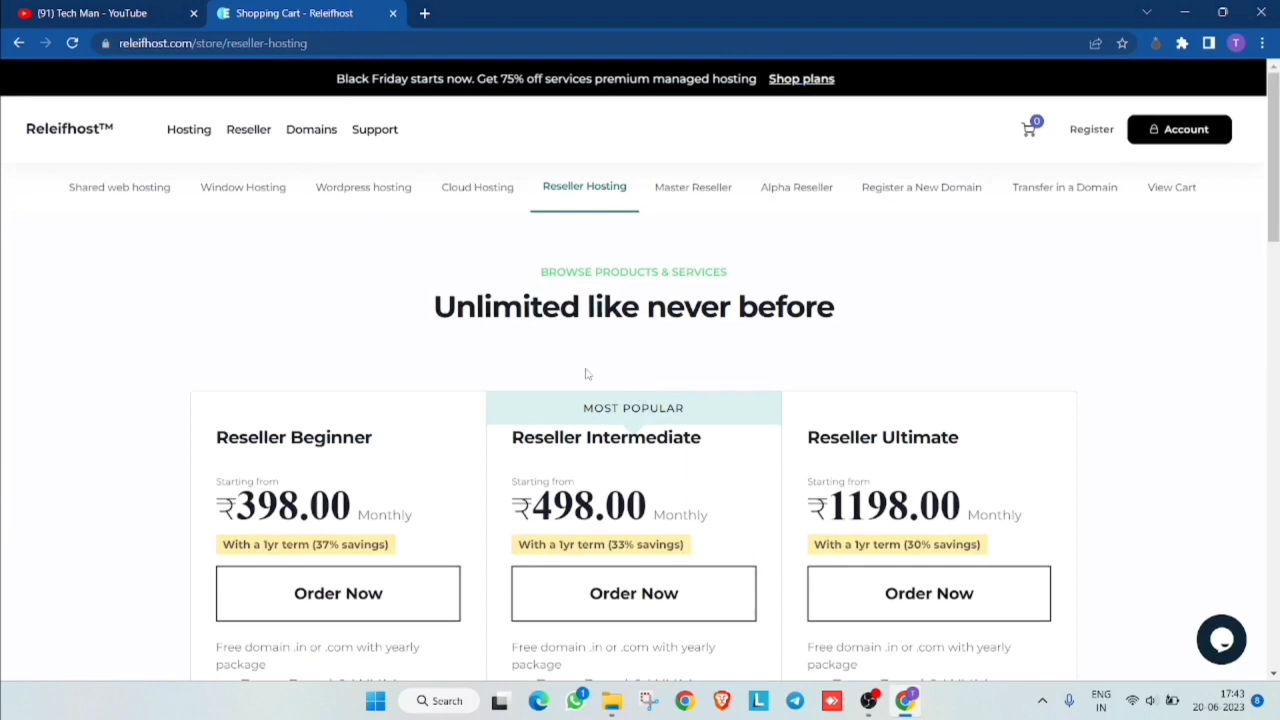 (91) Tech Man - YouTube
Shopping Cart - Releifhost
releifhost.com/store/reseller-hosting
T
Black Friday starts now. Get 75% off services premium managed hosting Shop plans
Releifhost™
Hosting Reseller Domains Support
0
Register
Account
Shared web hosting Window Hosting Wordpress hosting Cloud Hosting Reseller Hosting Master Reseller Alpha Reseller Register a New Domain Transfer in a Domain View Cart
BROWSE PRODUCTS & SERVICES
Unlimited like never before
MOST POPULAR
Reseller Beginner
Starting from
₹398.00 Monthly
With a 1yr term (37% savings)
Order Now
Free domain .in or .com with yearly
package
Reseller Intermediate
Starting from
₹498.00 Monthly
With a 1yr term (33% savings)
Order Now
Free domain .in or .com with yearly
package
Reseller Ultimate
Starting from
₹1198.00 Monthly
With a 1yr term (30% savings)
Order Now
Free domain .in or .com with yearly
package
Search
1
L
T
ENG
IN
17:43
20-06-2023
8